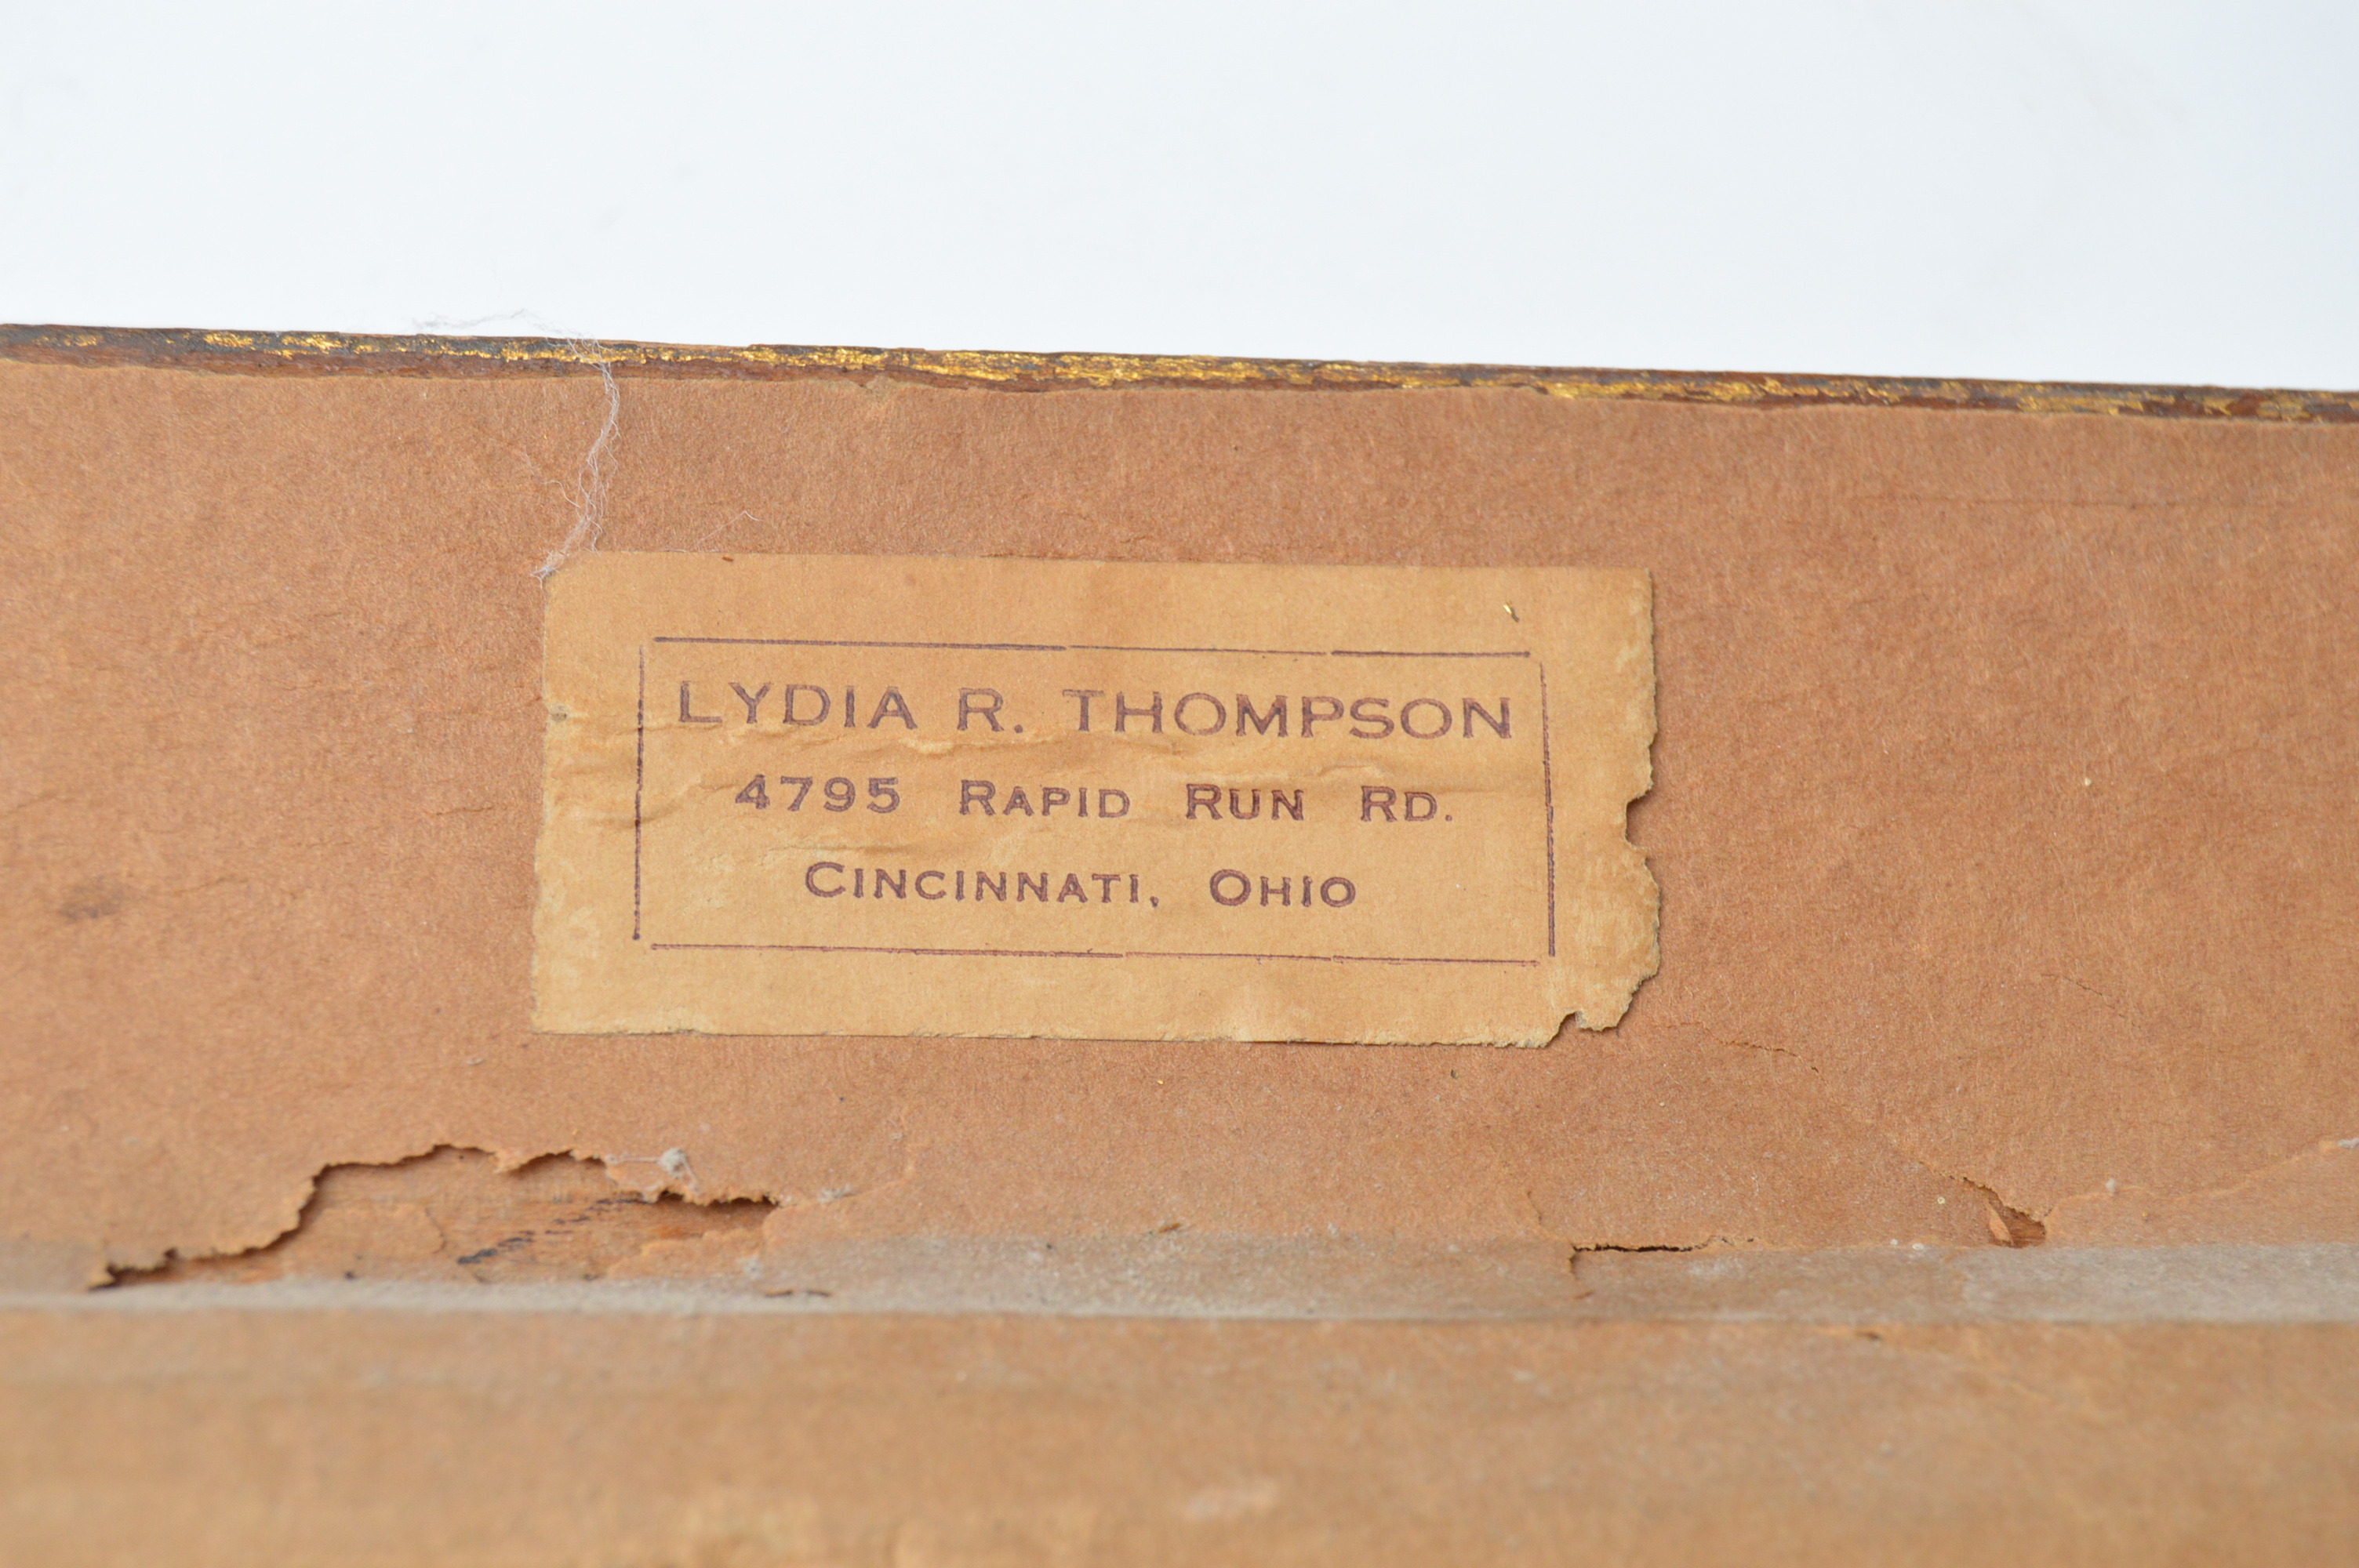 LYDIA R. THOMPSON
4795 RAPID RUN RD.
CINCINNATI, OHIO